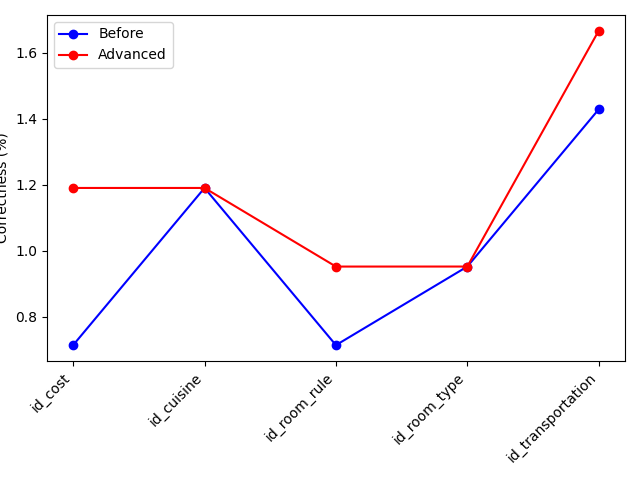 Before
Advanced
Correctness (%)
1.6
1.4
1.2
1.0
0.8
id_cost
id_cuisine
id_room_rule
id_room_type
id_transportation